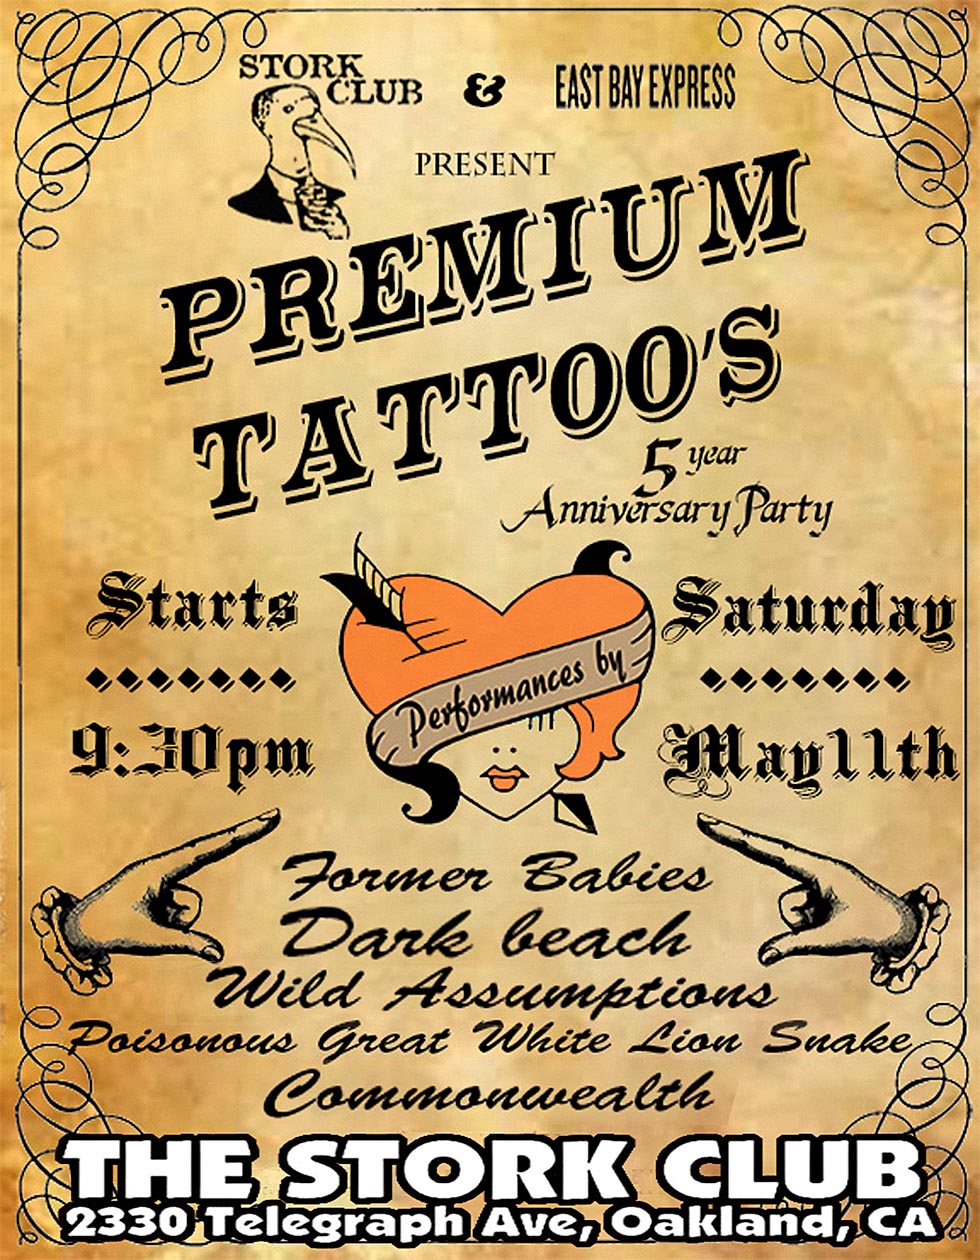 STORK
CLUB
&
EAST BAY EXPRESS
PRESENT
PREMIUM
TATTOO'S
5 year
Anniversary Party
Starts
9:30pm
Saturday
May 11th
Performances by
Former Babies
Dark beach
Wild Assumptions
Poisonous Great White Lion Snake
Commonwealth
THE STORK CLUB
2330 Telegraph Ave, Oakland, CA